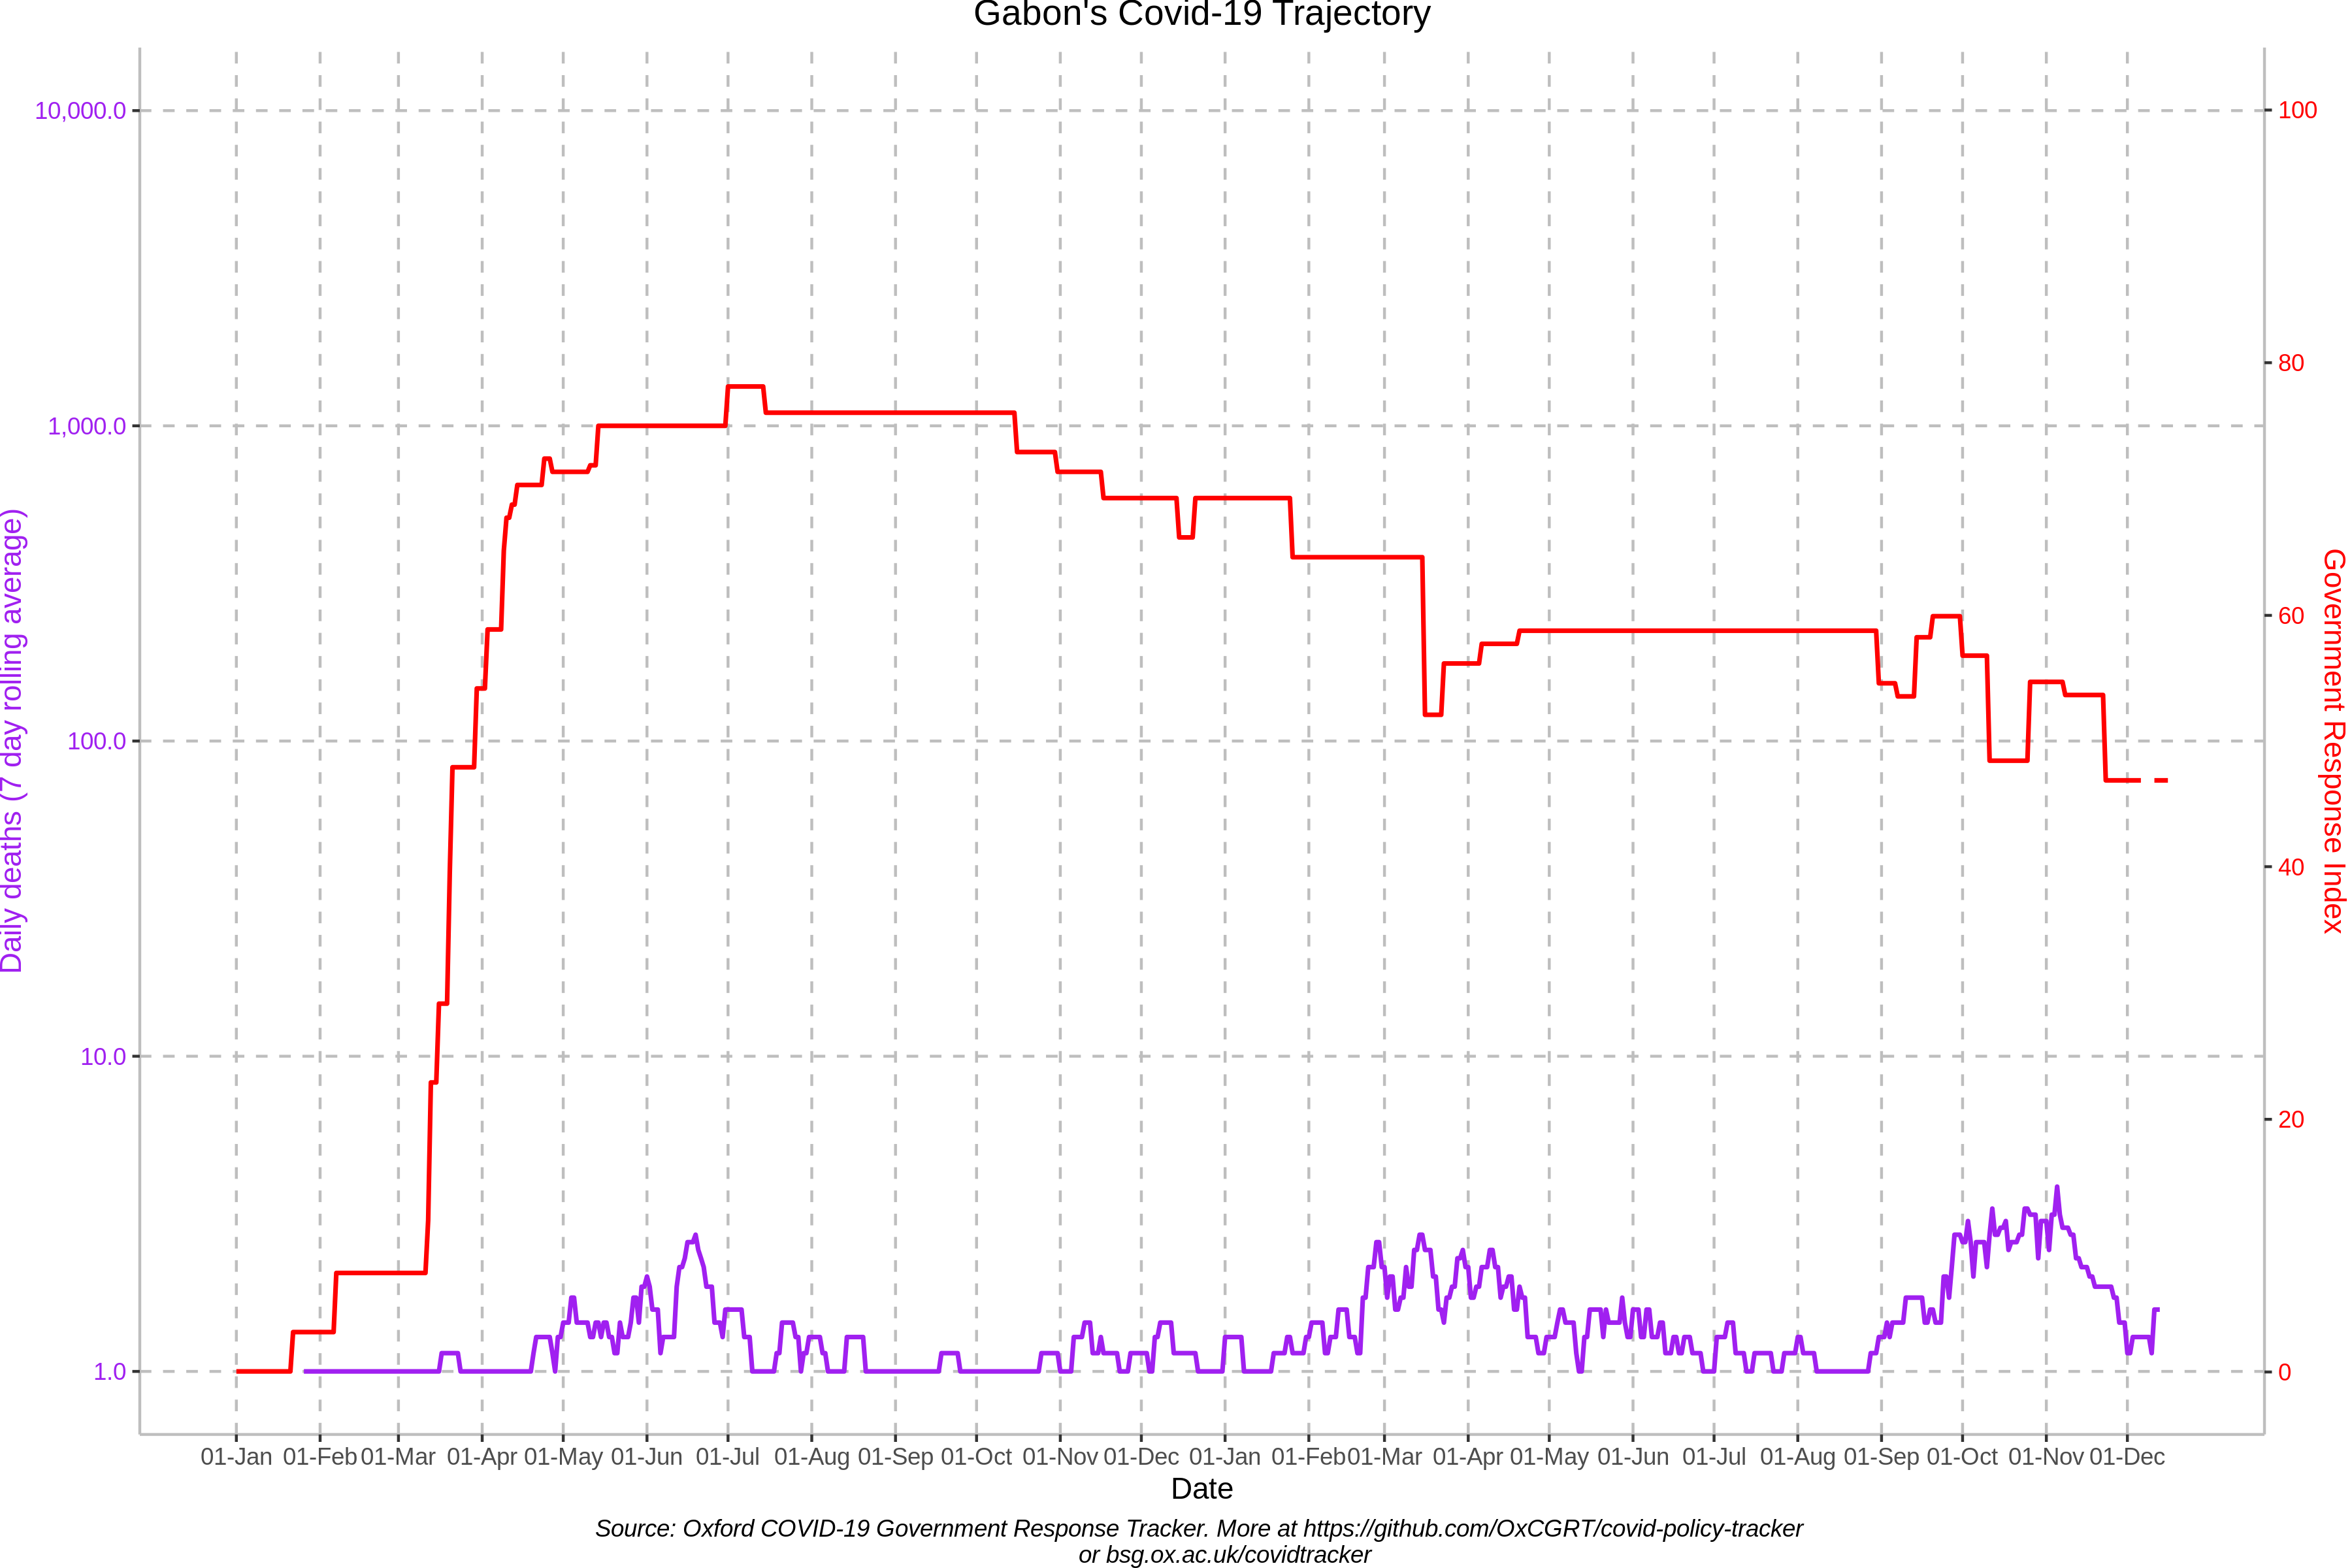 Gabon's Covid-19 Trajectory
10,000.0
1,000.0
100.0
10.0
1.0
Daily deaths (7 day rolling average)
100
80
60
40
20
0
Government Response Index
01-Jan 01-Feb 01-Mar 01-Apr 01-May 01-Jun 01-Jul 01-Aug 01-Sep 01-Oct 01-Nov 01-Dec 01-Jan 01-Feb 01-Mar 01-Apr 01-May 01-Jun 01-Jul 01-Aug 01-Sep 01-Oct 01-Nov 01-Dec
Date
Source: Oxford COVID-19 Government Response Tracker. More at https://github.com/OxCGRT/covid-policy-tracker
or bsg.ox.ac.uk/covidtracker